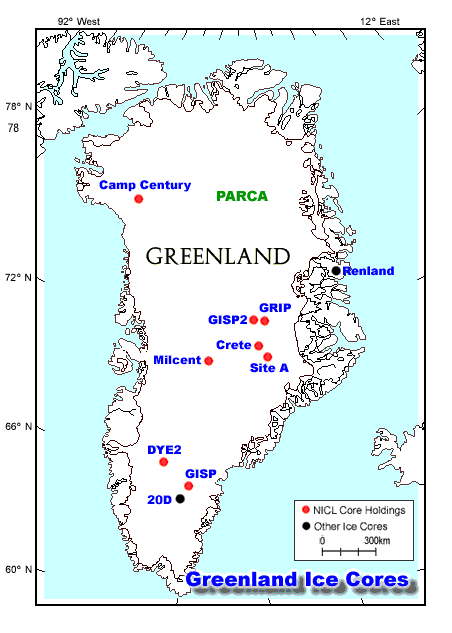 92° West
12° East
78° N
78
Camp Century
PARCA
GREENLAND
Renland
72° N
GRIP
GISP2
Crete
Milcent
Site A
66° N
DYE2
GISP
20D
NICL Core Holdings
Other Ice Cores
0 300km
60° N
Greenland Ice Cores